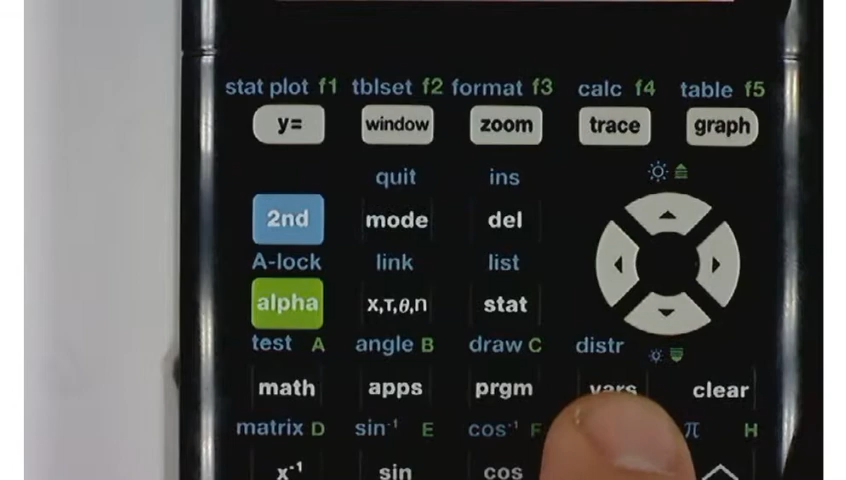 stat plot f1 tblset f2 format f3 calc f4 table f5
y= window zoom trace graph
quit ins
2nd mode del
A-lock link list
alpha X,T,θ,n stat
test A angle B draw C distr
math apps prgm vars clear
matrix D sin⁻¹ E cos⁻¹ F π H
x⁻¹ sin cos